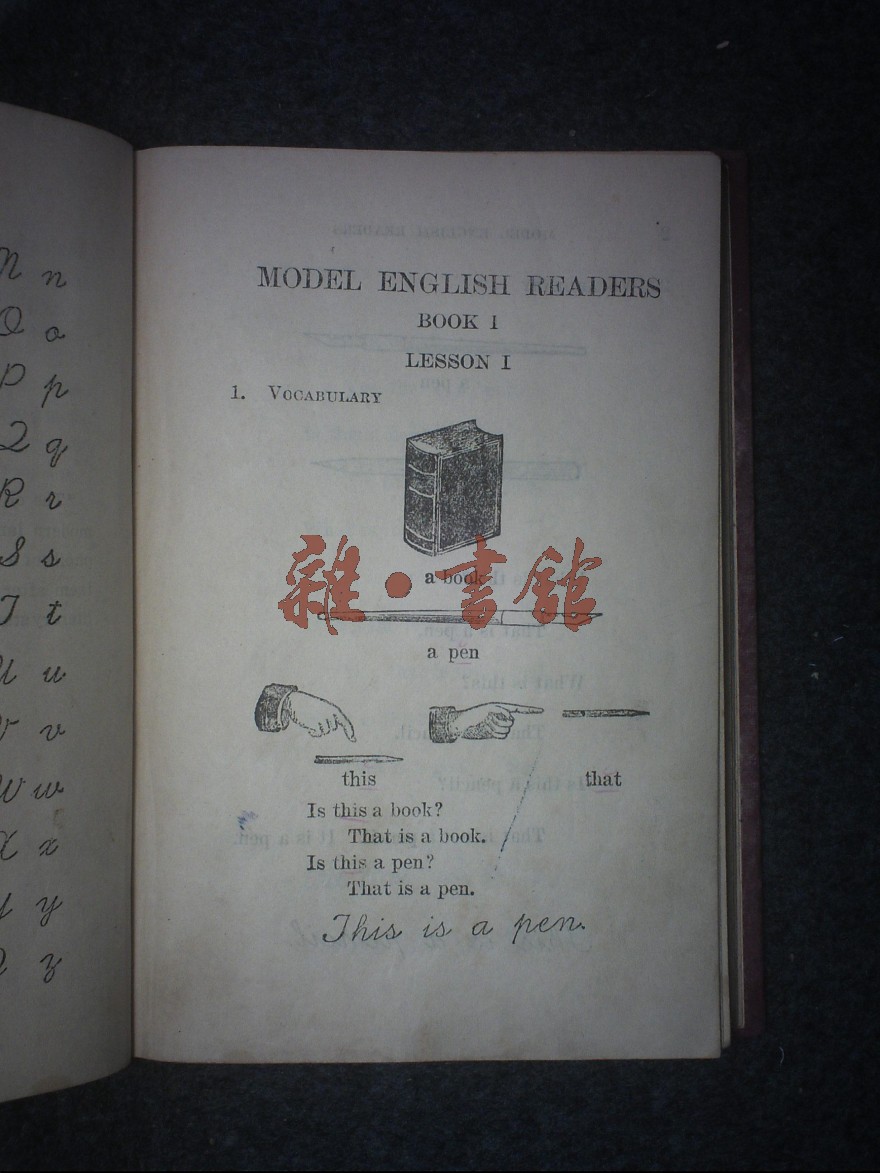 n n
O o
P p
Q q
R r
S s
T t
U u
V v
W w
X x
y y
z
MODEL ENGLISH READERS
BOOK 1
LESSON I
1. VOCABULARY
a book
雜·書館
a pen
this that
Is this a book?
That is a book.
Is this a pen?
That is a pen.
This is a pen.